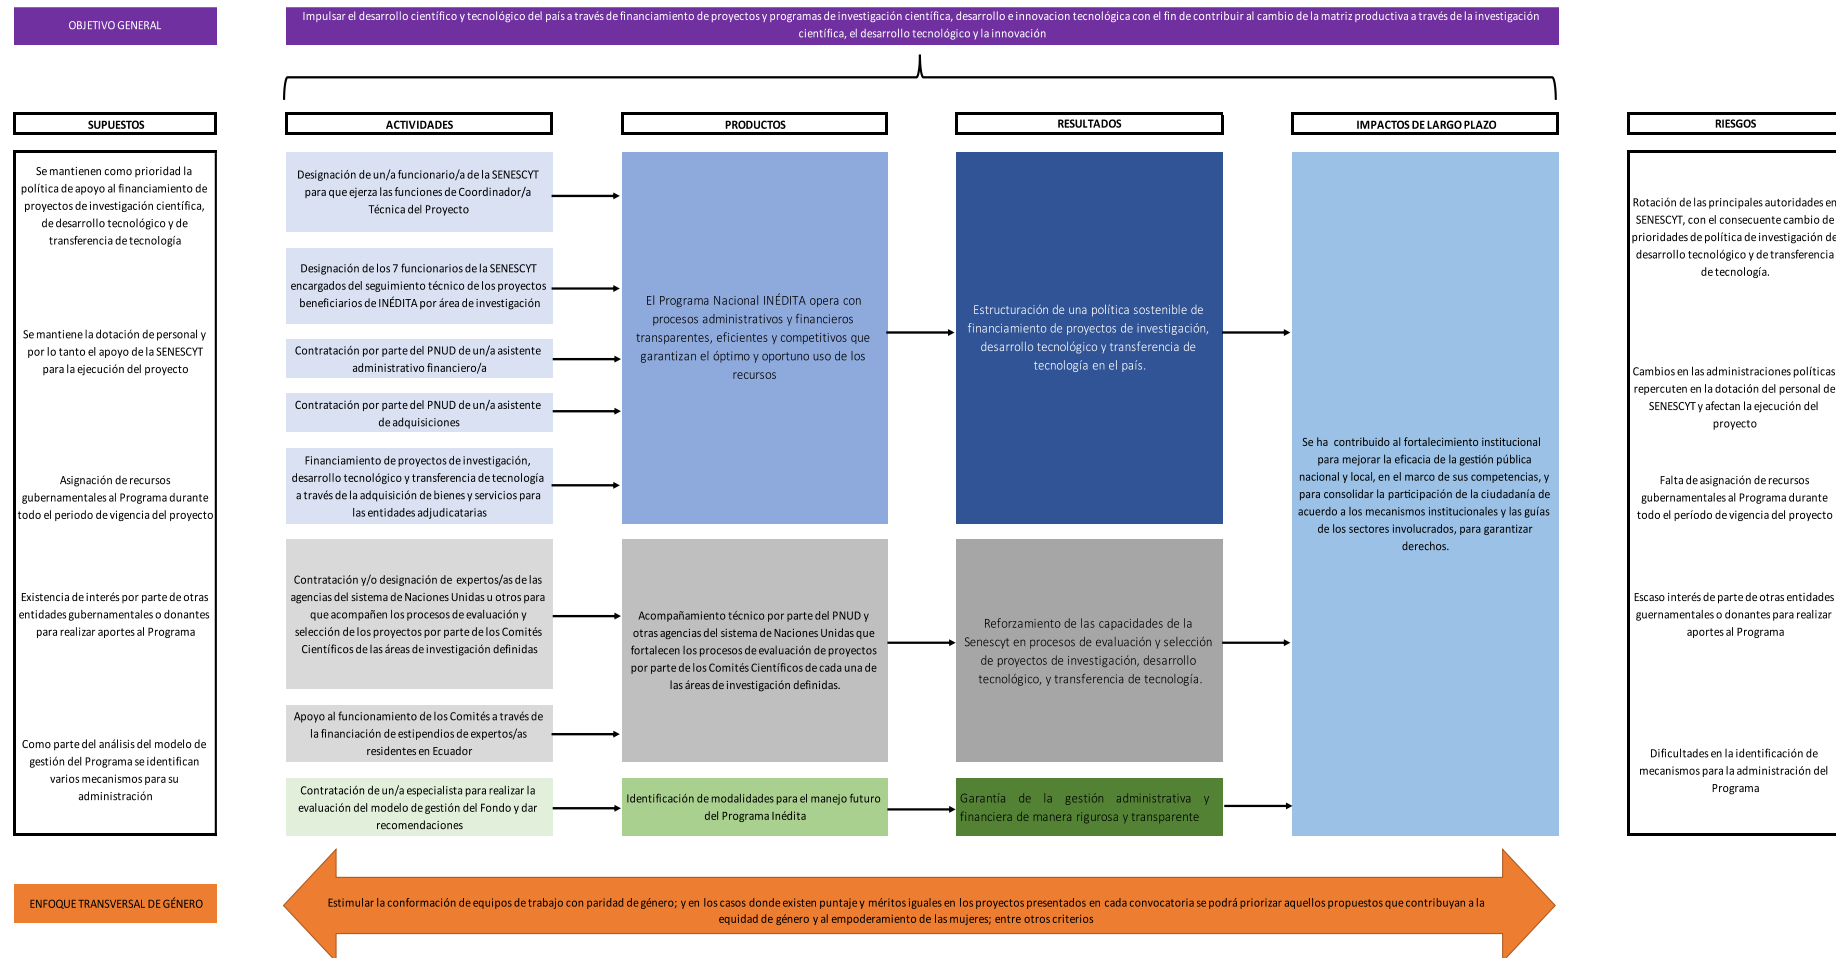 OBJETIVO GENERAL
Impulsar el desarrollo científico y tecnológico del país a través de financiamiento de proyectos y programas de investigación científica, desarrollo e innovacion tecnológica con el fin de contribuir al cambio de la matriz productiva a través de la investigación
científica, el desarrollo tecnológico y la innovación
SUPUESTOS
Se mantienen como prioridad la
política de apoyo al financiamiento de
proyectos de investigación científica,
de desarrollo tecnológico y de
transferencia de tecnología
Se mantiene la dotación de personal y
por lo tanto el apoyo de la SENESCYT
para la ejecución del proyecto
Asignación de recursos
gubernamentales al Programa durante
todo el periodo de vigencia del proyecto
Existencia de interés por parte de otras
entidades gubernamentales o donantes
para realizar aportes al Programa
Como parte del análisis del modelo de
gestión del Programa se identifican
varios mecanismos para su
administración
ACTIVIDADES
Designación de un/a funcionario/a de la SENESCYT
para que ejerza las funciones de Coordinador/a
Técnica del Proyecto
Designación de los 7 funcionarios de la SENESCYT
encargados del seguimiento técnico de los proyectos
beneficiarios de INÉDITA por área de investigación
Contratación por parte del PNUD de un/a asistente
administrativo financiero/a
Contratación por parte del PNUD de un/a asistente
de adquisiciones
Financiamiento de proyectos de investigación,
desarrollo tecnológico y transferencia de tecnología
a través de la adquisición de bienes y servicios para
las entidades adjudicatarias
Contratación y/o designación de expertos/as de las
agencias del sistema de Naciones Unidas u otros para
que acompañen los procesos de evaluación y
selección de los proyectos por parte de los Comités
Científicos de las áreas de investigación definidas
Apoyo al funcionamiento de los Comités a través de
la financiación de estipendios de expertos/as
residentes en Ecuador
Contratación de un/a especialista para realizar la
evaluación del modelo de gestión del Fondo y dar
recomendaciones
PRODUCTOS
El Programa Nacional INÉDITA opera con
procesos administrativos y financieros
transparentes, eficientes y competitivos que
garantizan el óptimo y oportuno uso de los
recursos
Acompañamiento técnico por parte del PNUD y
otras agencias del sistema de Naciones Unidas que
fortalecen los procesos de evaluación de proyectos
por parte de los Comités Científicos de cada una de
las áreas de investigación definidas.
Identificación de modalidades para el manejo futuro
del Programa Inédita
RESULTADOS
Estructuración de una política sostenible de
financiamiento de proyectos de investigación,
desarrollo tecnológico y transferencia de
tecnología en el país.
Reforzamiento de las capacidades de la
Senescyt en procesos de evaluación y selección
de proyectos de investigación, desarrollo
tecnológico, y transferencia de tecnología.
Garantía de la gestión administrativa y
financiera de manera rigurosa y transparente
IMPACTOS DE LARGO PLAZO
Se ha contribuido al fortalecimiento institucional
para mejorar la eficacia de la gestión pública
nacional y local, en el marco de sus competencias, y
para consolidar la participación de la ciudadanía de
acuerdo a los mecanismos institucionales y las guías
de los sectores involucrados, para garantizar
derechos.
RIESGOS
Rotación de las principales autoridades en
SENESCYT, con el consecuente cambio de
prioridades de política de investigación de
desarrollo tecnológico y de transferencia
de tecnología.
Cambios en las administraciones políticas
repercuten en la dotación del personal de
SENESCYT y afectan la ejecución del
proyecto
Falta de asignación de recursos
gubernamentales al Programa durante
todo el período de vigencia del proyecto
Escaso interés de parte de otras entidades
guernamentales o donantes para realizar
aportes al Programa
Dificultades en la identificación de
mecanismos para la administración del
Programa
ENFOQUE TRANSVERSAL DE GÉNERO
Estimular la conformación de equipos de trabajo con paridad de género; y en los casos donde existen puntaje y méritos iguales en los proyectos presentados en cada convocatoria se podrá priorizar aquellos propuestos que contribuyan a la
equidad de género y al empoderamiento de las mujeres; entre otros criterios